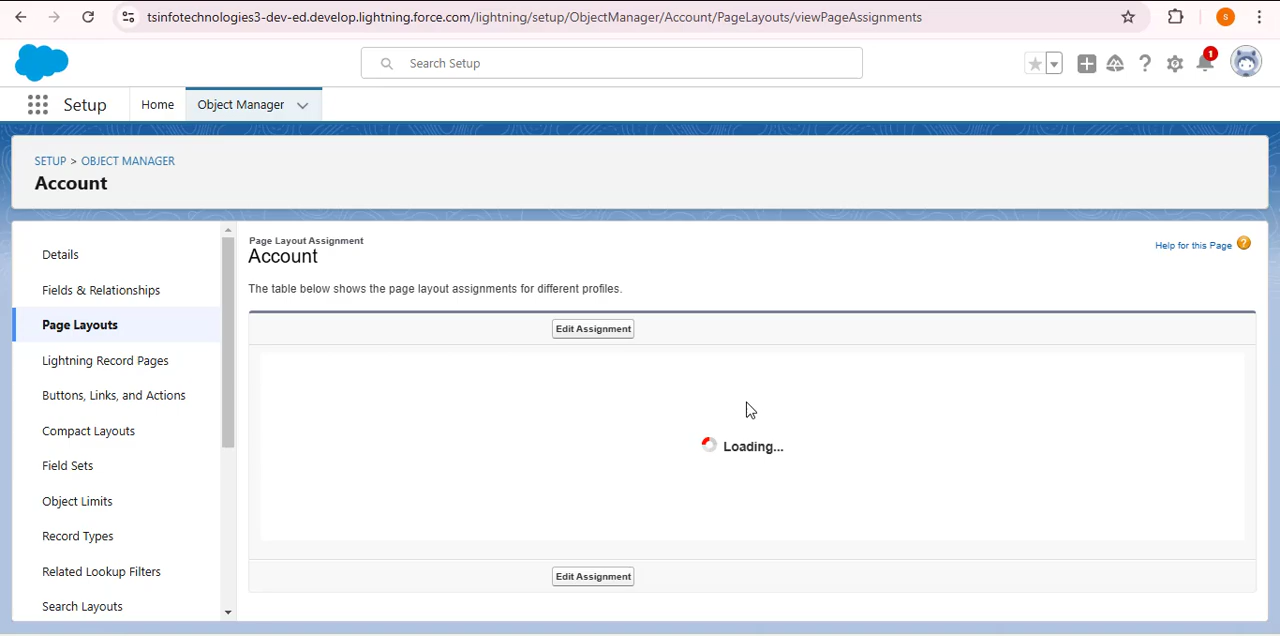 tsinfotechnologies3-dev-ed.develop.lightning.force.com/lightning/setup/ObjectManager/Account/PageLayouts/viewPageAssignments
S
Search Setup
1
Setup
Home
Object Manager
SETUP > OBJECT MANAGER
Account
Details
Fields & Relationships
Page Layouts
Lightning Record Pages
Buttons, Links, and Actions
Compact Layouts
Field Sets
Object Limits
Record Types
Related Lookup Filters
Search Layouts
Page Layout Assignment
Account
Help for this Page ?
The table below shows the page layout assignments for different profiles.
Edit Assignment
Loading...
Edit Assignment